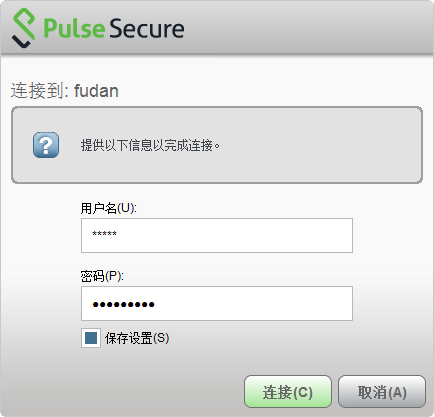 Pulse Secure
连接到: fudan
提供以下信息以完成连接。
用户名(U):
*****
密码(P):
●●●●●●●●●
保存设置(S)
连接(C) 取消(A)